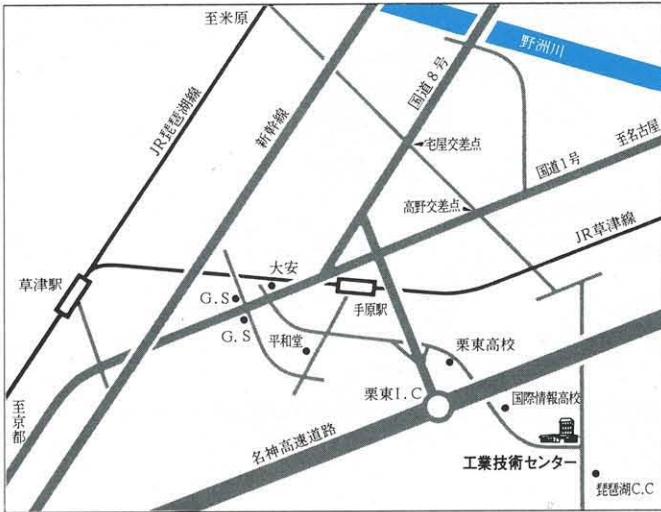 至米原
野洲川
JR琵琶湖線
新幹線
国道8号
宅屋交差点
至名古屋
国道1号
高野交差点
JR草津線
大安
草津駅
G.S
手原駅
G.S
平和堂
栗東高校
栗東I.C
国際情報高校
至京都
名神高速道路
工業技術センター
琵琶湖C.C